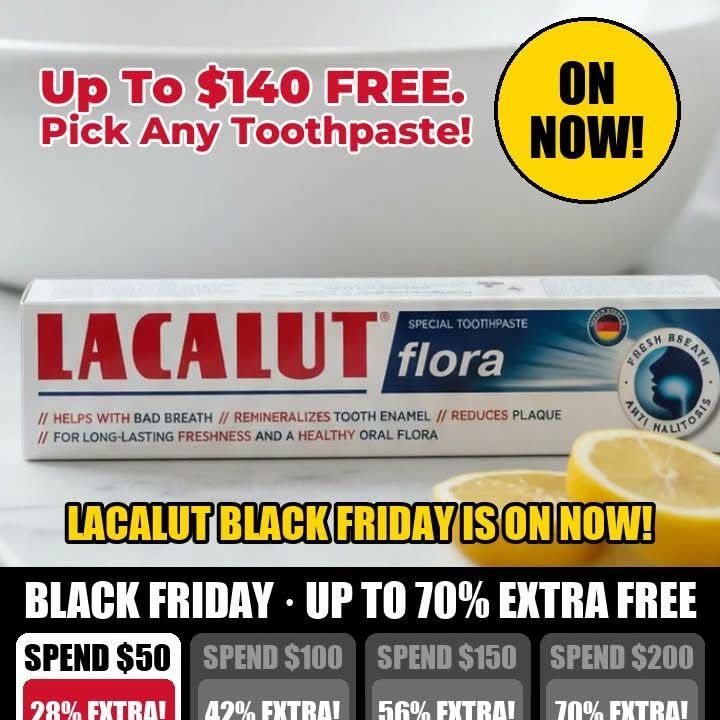 Up To $140 FREE.
Pick Any Toothpaste!
ON
NOW!
LACALUT®
SPECIAL TOOTHPASTE
flora
FRESH BREATH
ANTI HALITOSIS
// HELPS WITH BAD BREATH // REMINERALIZES TOOTH ENAMEL // REDUCES PLAQUE
// FOR LONG-LASTING FRESHNESS AND A HEALTHY ORAL FLORA
LACALUT BLACK FRIDAY IS ON NOW!
BLACK FRIDAY · UP TO 70% EXTRA FREE
SPEND $50
SPEND $100
SPEND $150
SPEND $200
28% EXTRA!
42% EXTRA!
56% EXTRA!
70% EXTRA!